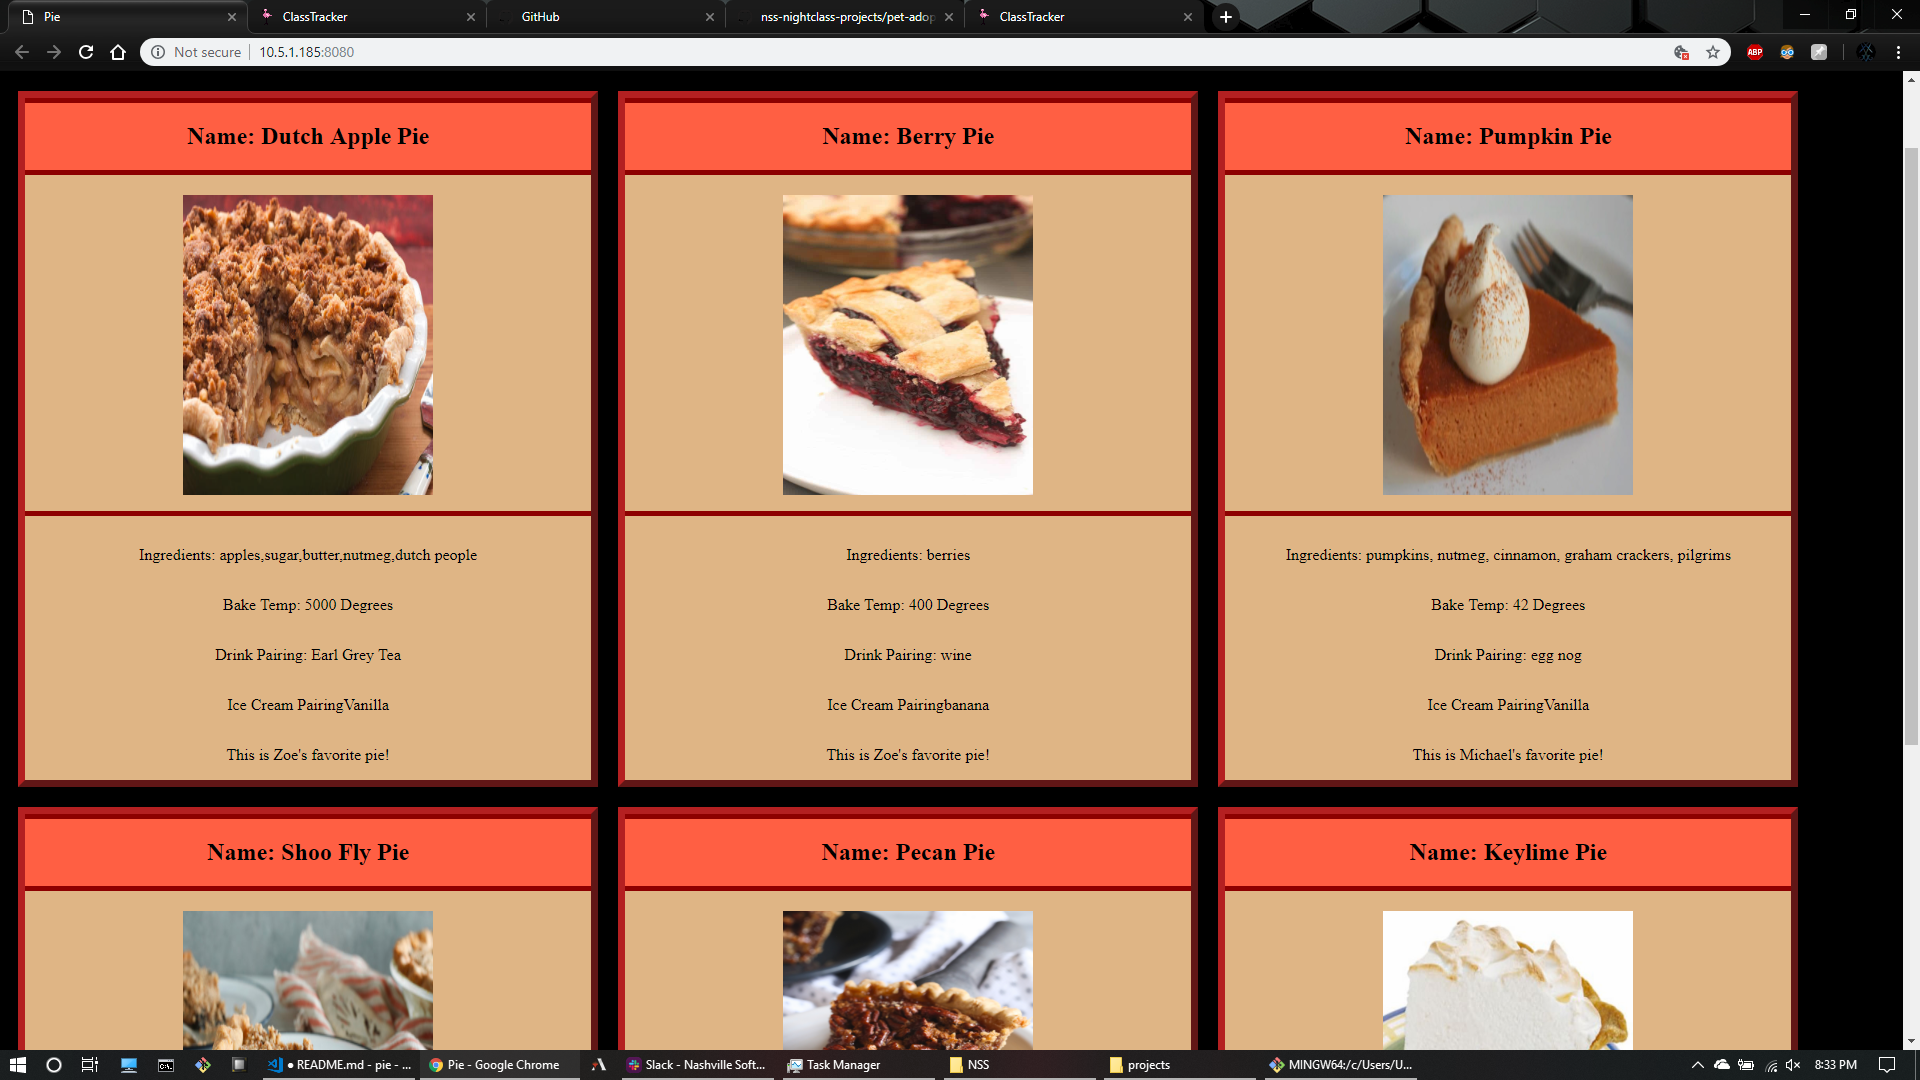 Pie
ClassTracker
GitHub
nss-nightclass-projects/pet-adop
ClassTracker
Not secure
10.5.1.185:8080
ABP
Name: Dutch Apple Pie
Ingredients: apples,sugar,butter,nutmeg,dutch people
Bake Temp: 5000 Degrees
Drink Pairing: Earl Grey Tea
Ice Cream PairingVanilla
This is Zoe's favorite pie!
Name: Berry Pie
Ingredients: berries
Bake Temp: 400 Degrees
Drink Pairing: wine
Ice Cream Pairingbanana
This is Zoe's favorite pie!
Name: Pumpkin Pie
Ingredients: pumpkins, nutmeg, cinnamon, graham crackers, pilgrims
Bake Temp: 42 Degrees
Drink Pairing: egg nog
Ice Cream PairingVanilla
This is Michael's favorite pie!
Name: Shoo Fly Pie
Name: Pecan Pie
Name: Keylime Pie
● README.md - pie - ...
Pie - Google Chrome
Slack - Nashville Soft...
Task Manager
NSS
projects
MINGW64:/c/Users/U...
8:33 PM